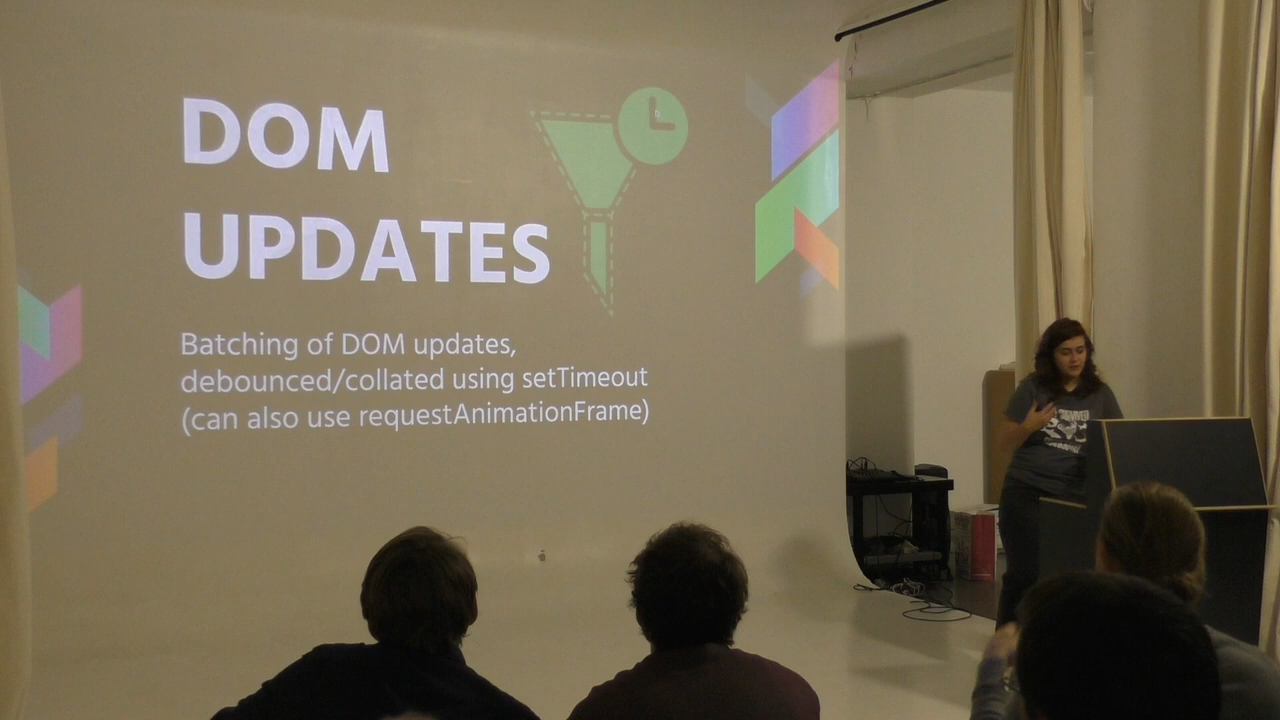 DOM
UPDATES
Batching of DOM updates,
debounced/collated using setTimeout
(can also use requestAnimationFrame)